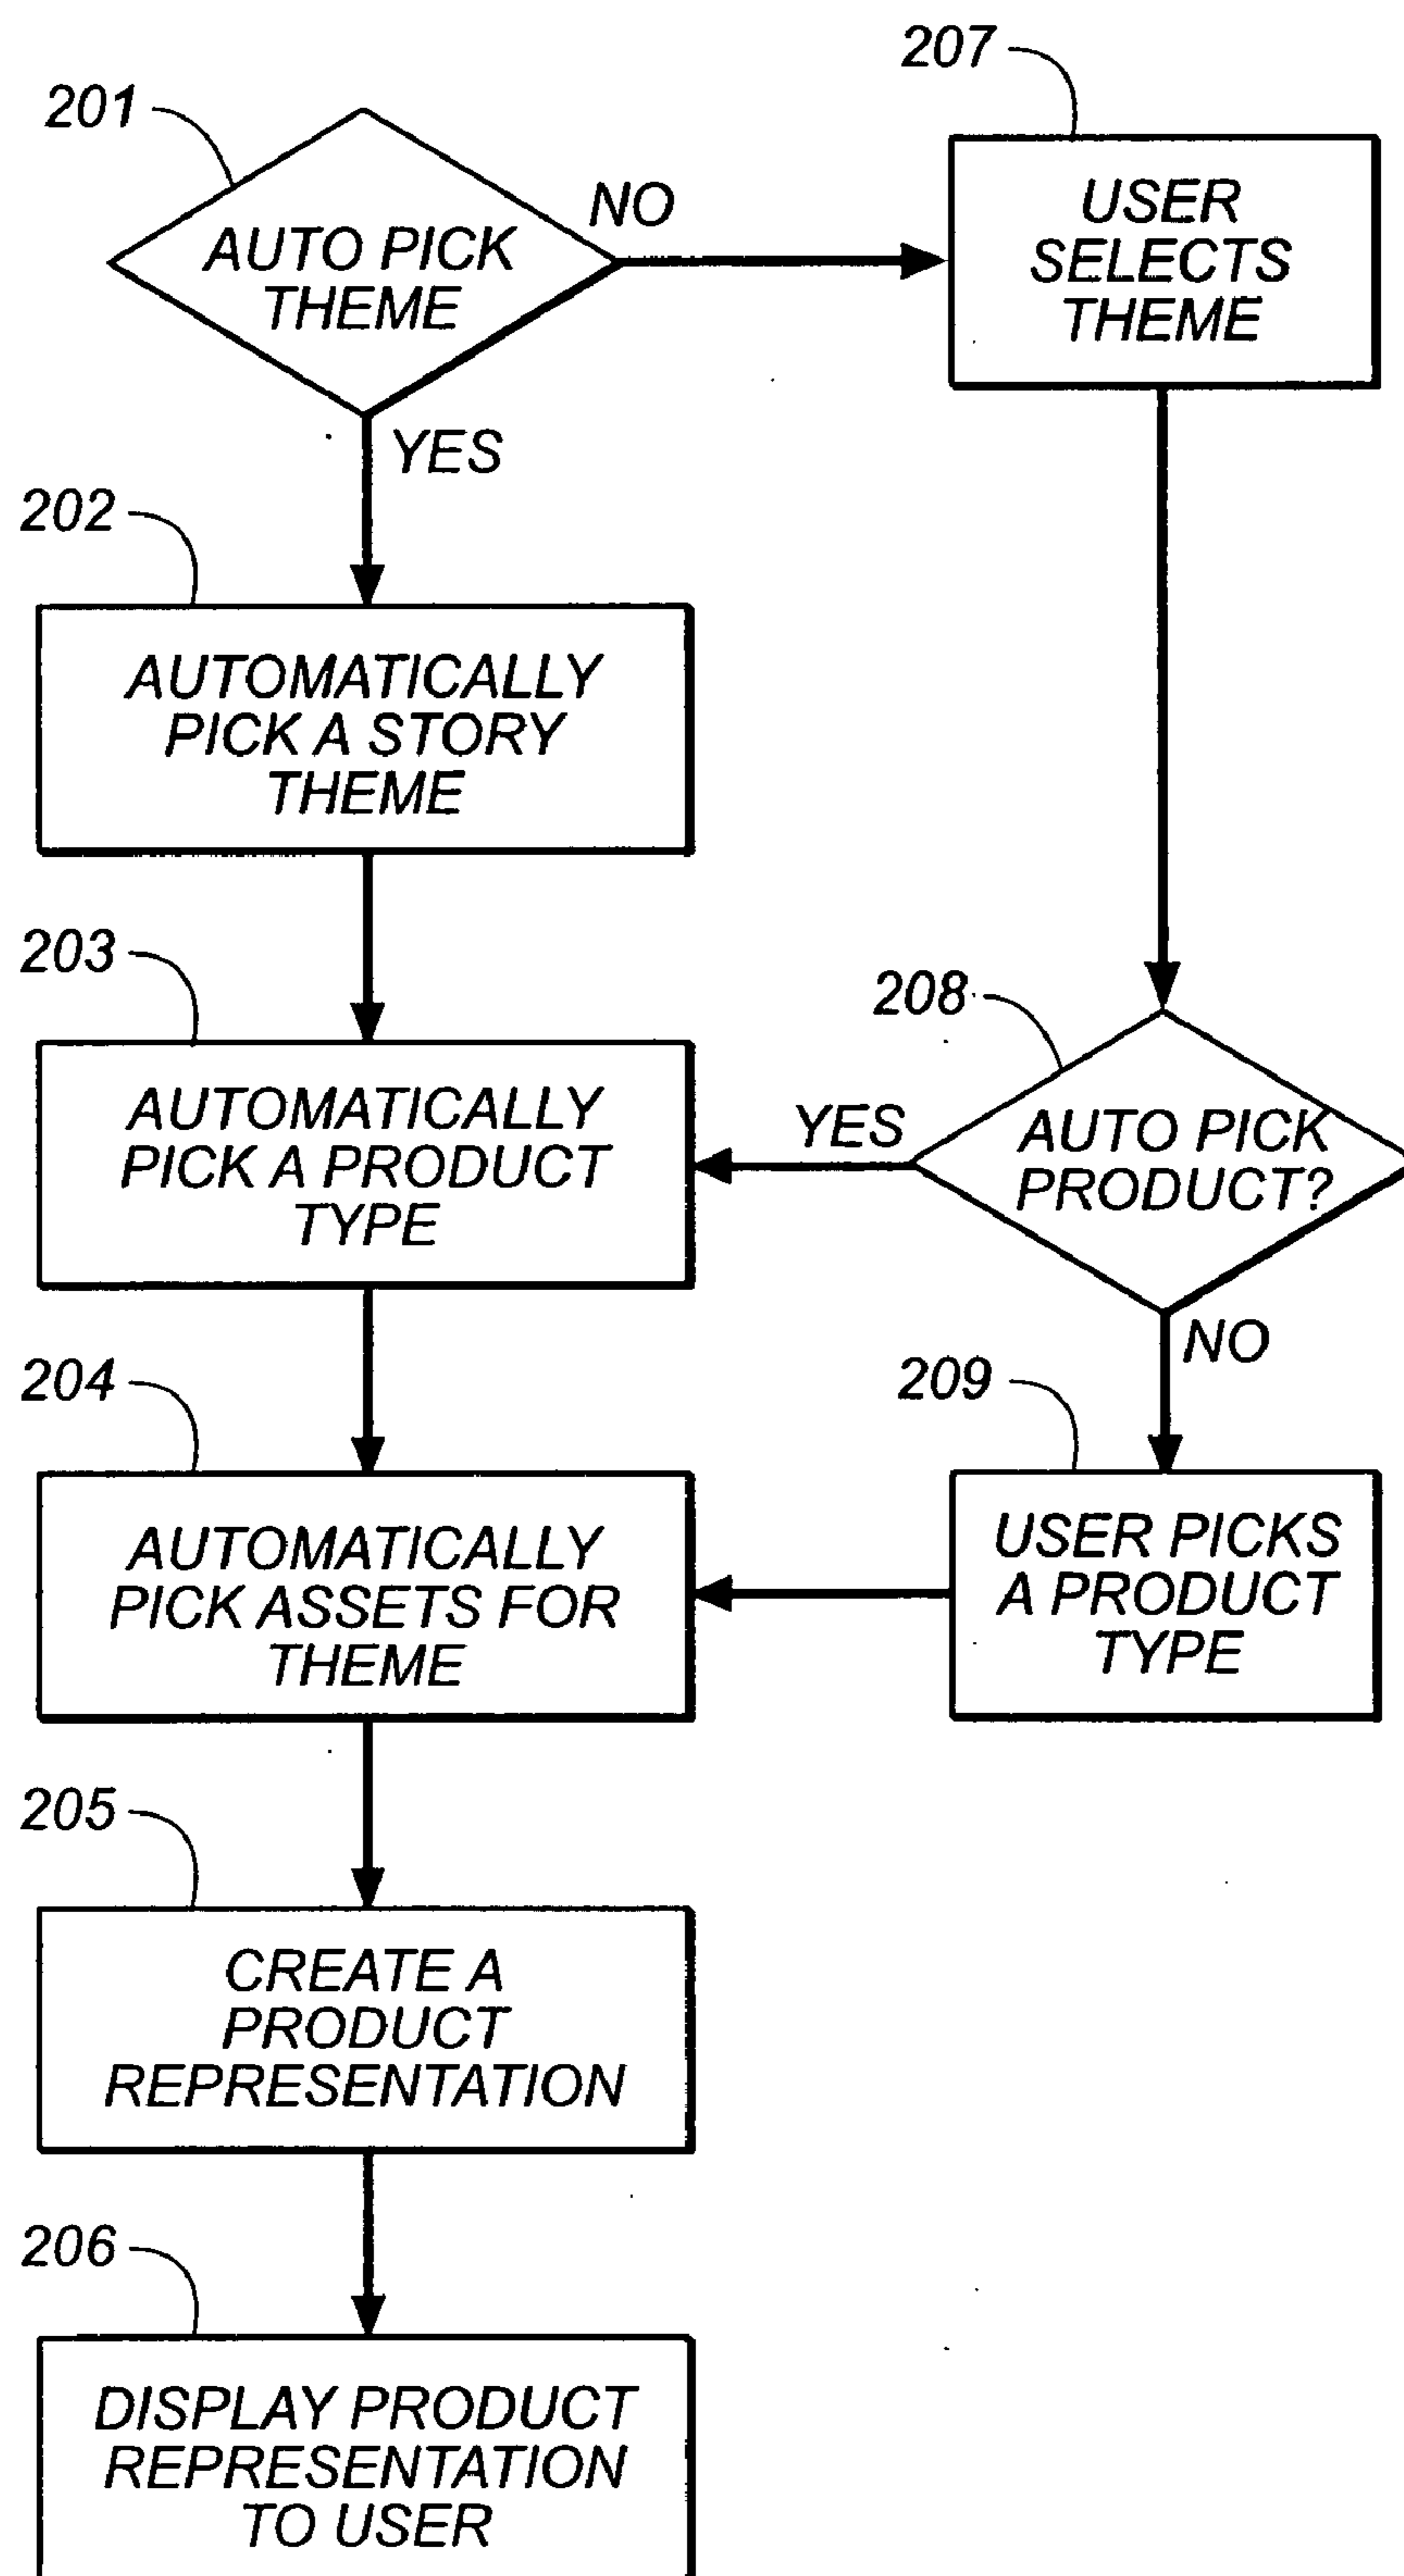 207
201
NO
AUTO PICK
THEME
USER
SELECTS
THEME
YES
202
AUTOMATICALLY
PICK A STORY
THEME
203
208
AUTOMATICALLY
PICK A PRODUCT
TYPE
YES
AUTO PICK
PRODUCT?
NO
204
209
AUTOMATICALLY
PICK ASSETS FOR
THEME
USER PICKS
A PRODUCT
TYPE
205
CREATE A
PRODUCT
REPRESENTATION
206
DISPLAY PRODUCT
REPRESENTATION
TO USER